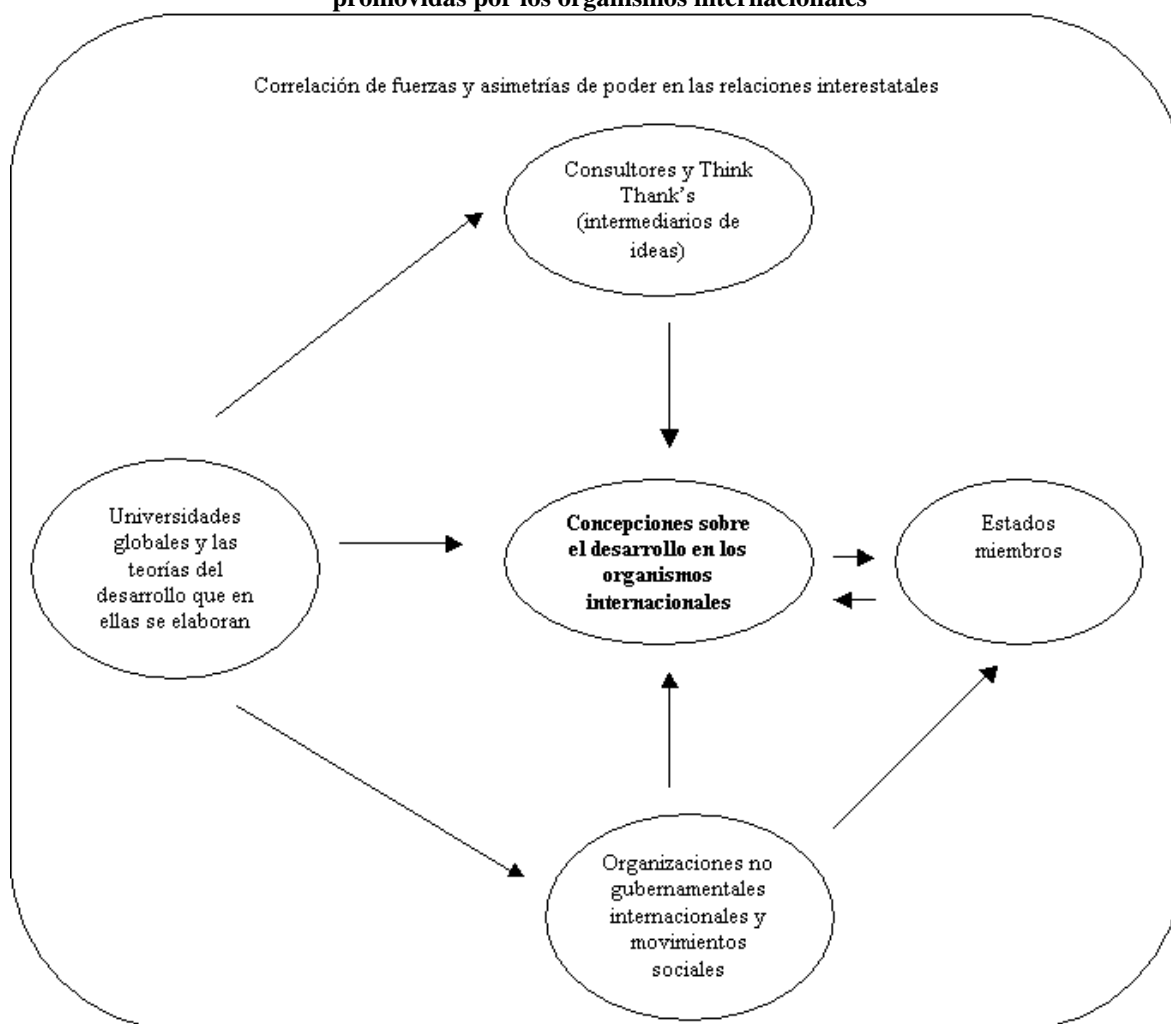 promovidas por los organismos internacionales
Correlación de fuerzas y asimetrías de poder en las relaciones interestatales
Consultores y Think
Thank's
(intermediarios de
ideas)
Universidades
globales y las
teorías del
desarrollo que en
ellas se elaboran
Concepciones sobre
el desarrollo en los
organismos
internacionales
Estados
miembros
Organizaciones no
gubernamentales
internacionales y
movimientos
sociales